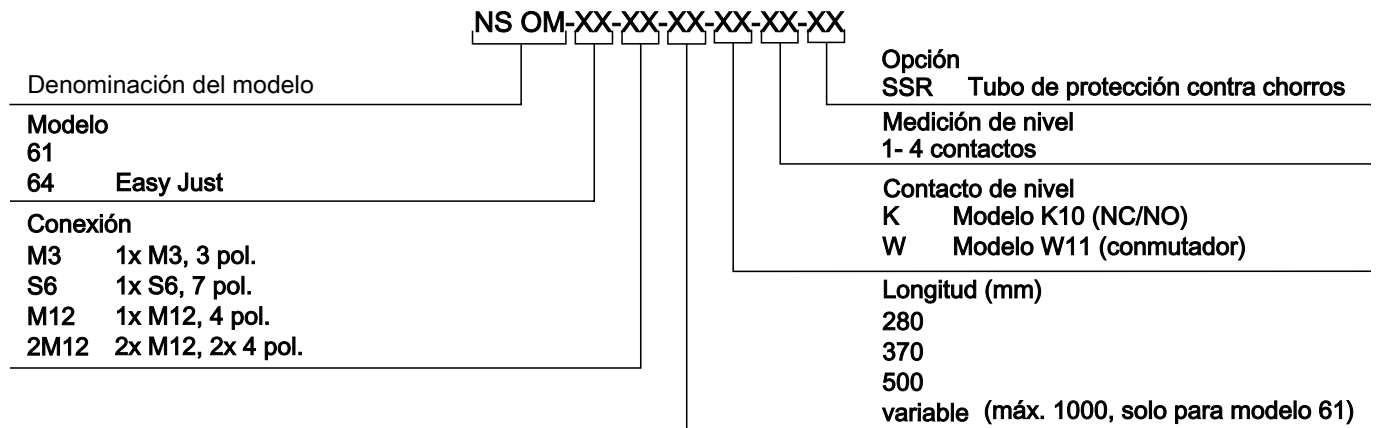 NS OM-XX-XX-XX-XX-XX-XX
Denominación del modelo
Modelo
61
64 Easy Just
Conexión
M3 1x M3, 3 pol.
S6 1x S6, 7 pol.
M12 1x M12, 4 pol.
2M12 2x M12, 2x 4 pol.
Opción
SSR Tubo de protección contra chorros
Medición de nivel
1- 4 contactos
Contacto de nivel
K Modelo K10 (NC/NO)
W Modelo W11 (conmutador)
Longitud (mm)
280
370
500
variable (máx. 1000, solo para modelo 61)